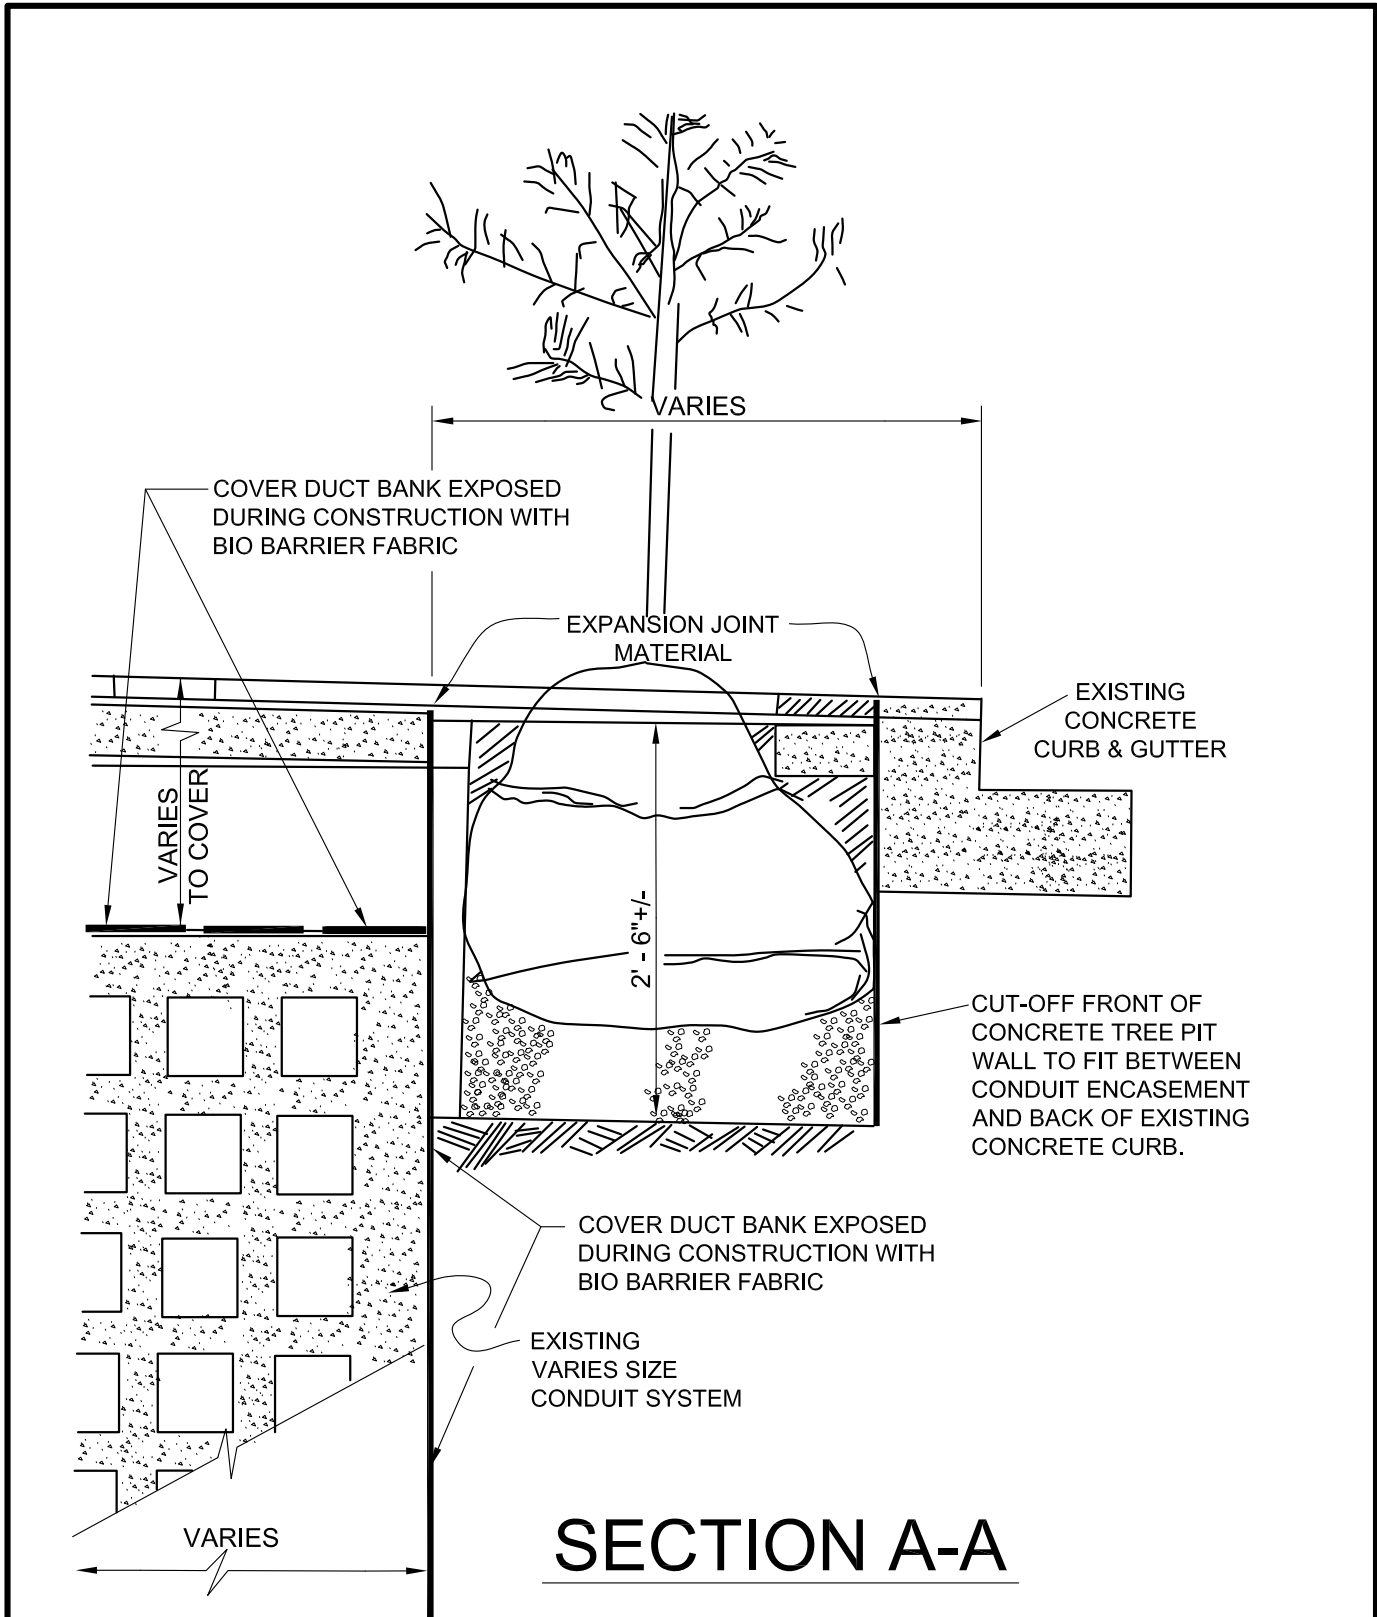 VARIES
COVER DUCT BANK EXPOSED
DURING CONSTRUCTION WITH
BIO BARRIER FABRIC
EXPANSION JOINT
MATERIAL
EXISTING
CONCRETE
CURB & GUTTER
VARIES
TO COVER
2' - 6"+/-
CUT-OFF FRONT OF
CONCRETE TREE PIT
WALL TO FIT BETWEEN
CONDUIT ENCASEMENT
AND BACK OF EXISTING
CONCRETE CURB.
COVER DUCT BANK EXPOSED
DURING CONSTRUCTION WITH
BIO BARRIER FABRIC
EXISTING
VARIES SIZE
CONDUIT SYSTEM
VARIES
SECTION A-A